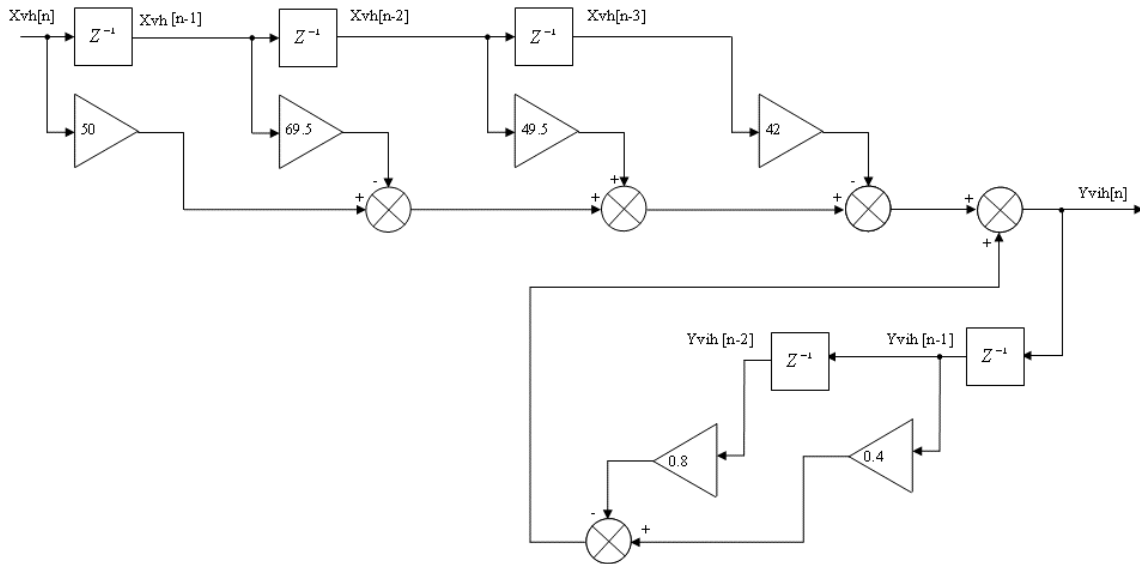 Xvh[n]
Xvh [n-1]
Xvh[n-2]
Xvh[n-3]
Z⁻¹
Z⁻¹
Z⁻¹
50
69.5
49.5
42
-
+
-
+
+
+
+
Yvih[n]
+
Yvih [n-2]
Yvih [n-1]
Z⁻¹
Z⁻¹
0.8
0.4
-
+